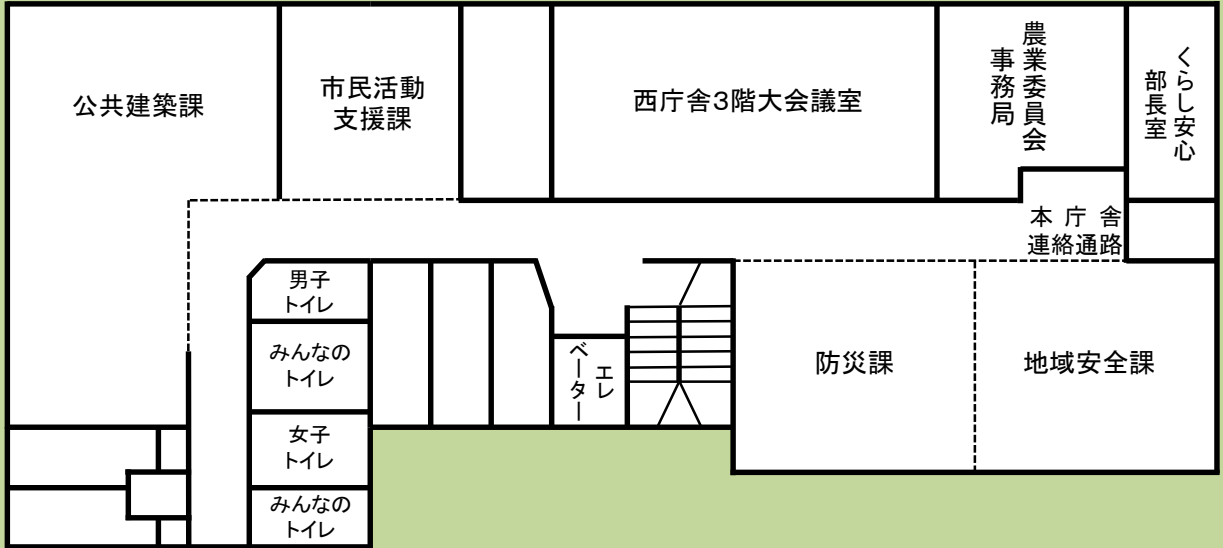 公共建築課
市民活動
支援課
西庁舎3階大会議室
農業委員会
事務局
くらし安心
部長室
本庁舎
連絡通路
男子
トイレ
みんなの
トイレ
女子
トイレ
みんなの
トイレ
エレ
ベーター
防災課
地域安全課